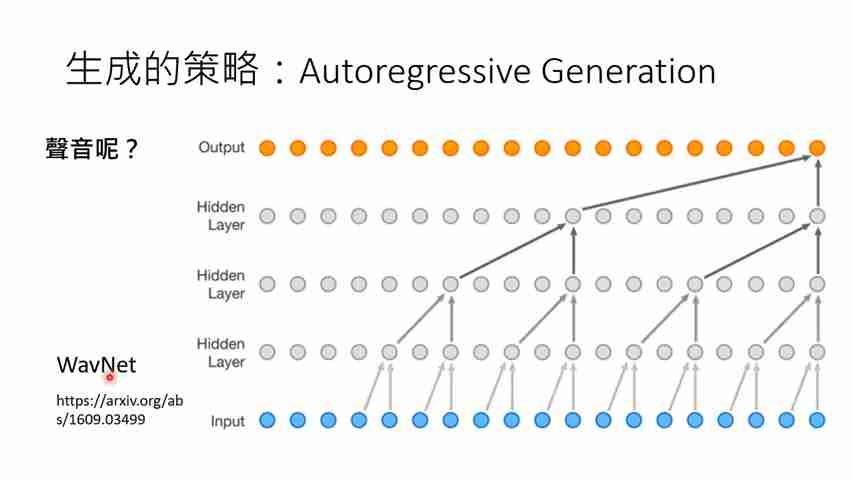 生成的策略：Autoregressive Generation
聲音呢？
Output
Hidden
Layer
Hidden
Layer
Hidden
Layer
WavNet
https://arxiv.org/ab
s/1609.03499
Input